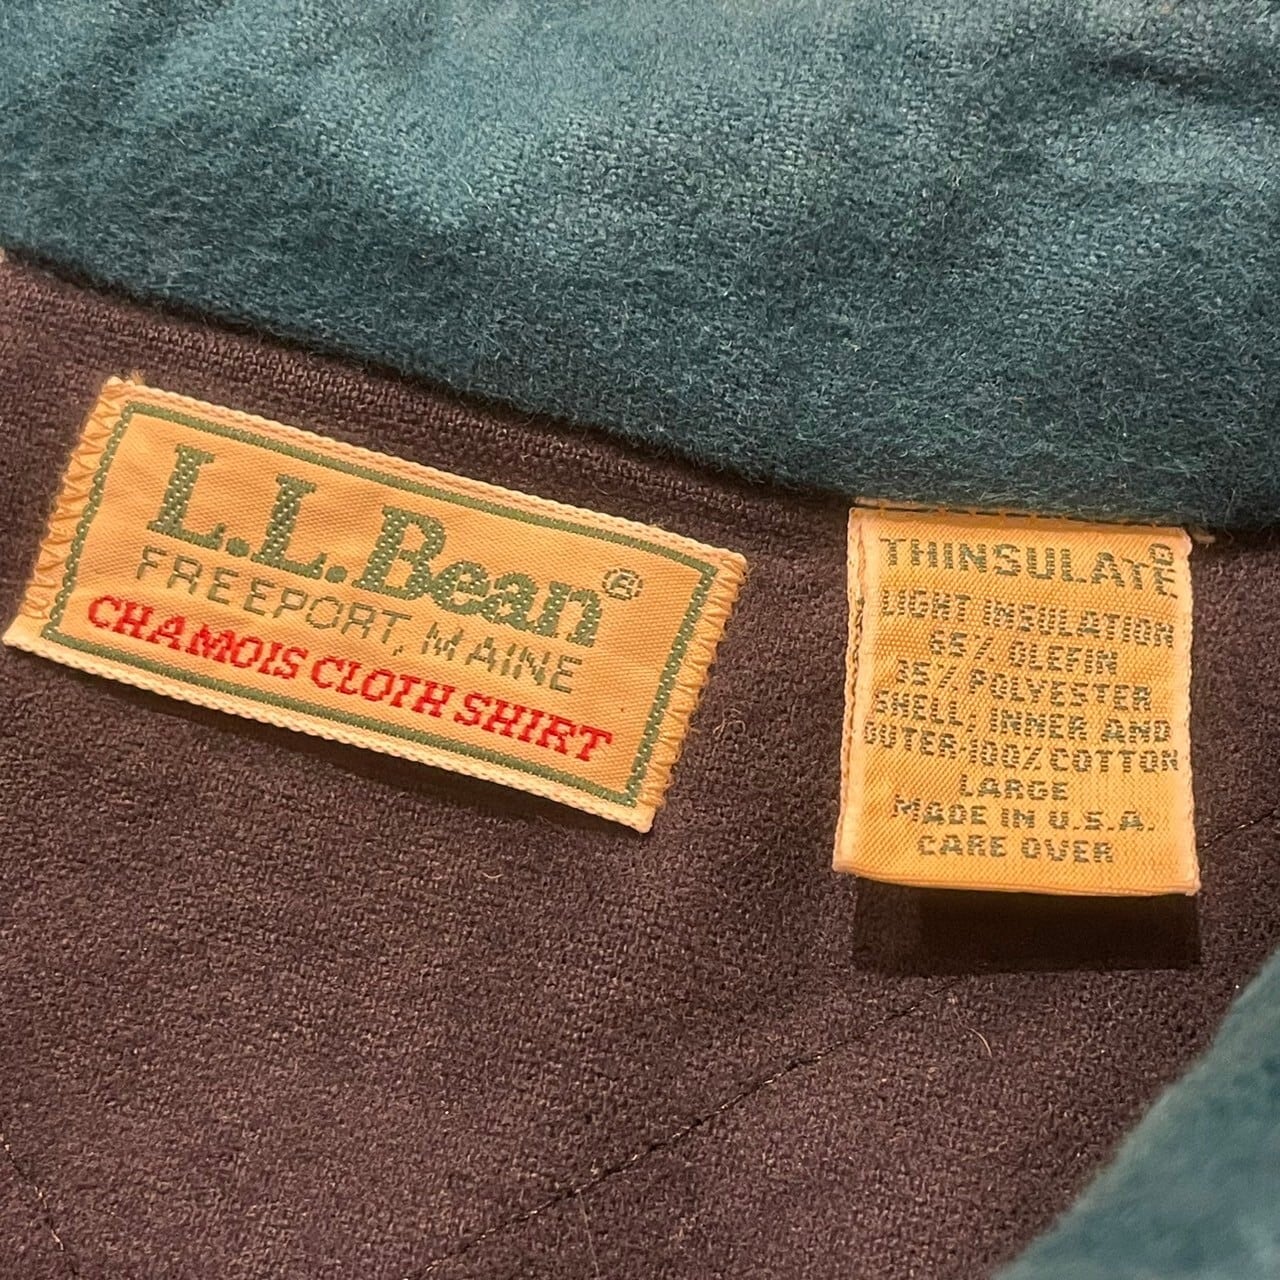 L.L.Bean®
FREEPORT, MAINE
CHAMOIS CLOTH SHIRT
THINSULATE®
LIGHT INSULATION
65% OLEFIN
35% POLYESTER
SHELL: INNER AND
OUTER-100% COTTON
LARGE
MADE IN U.S.A.
CARE OVER